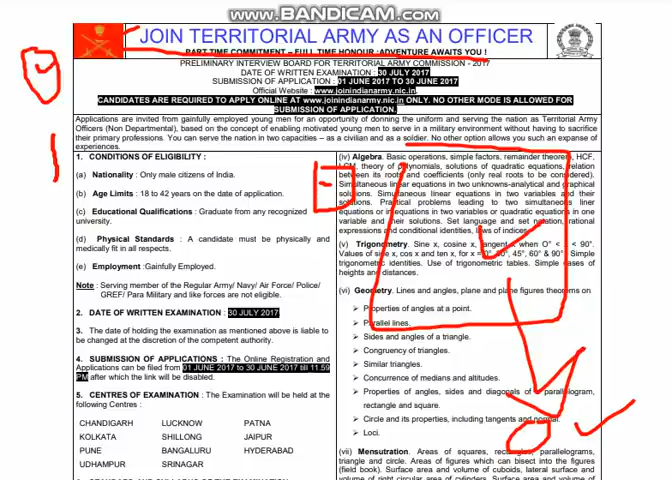 WWW.BANDICAM.COM
JOIN TERRITORIAL ARMY AS AN OFFICER
PART TIME COMMITMENT – FULL TIME HONOUR :ADVENTURE AWAITS YOU !
PRELIMINARY INTERVIEW BOARD FOR TERRITORIAL ARMY COMMISSION - 2017
DATE OF WRITTEN EXAMINATION : 30 JULY 2017
SUBMISSION OF APPLICATION : 01 JUNE 2017 TO 30 JUNE 2017
Official Website : www.joinindianarmy.nic.in
CANDIDATES ARE REQUIRED TO APPLY ONLINE AT www.joinindianarmy.nic.in ONLY. NO OTHER MODE IS ALLOWED FOR
SUBMISSION OF APPLICATION.
Applications are invited from gainfully employed young men for an opportunity of donning the uniform and serving the nation as Territorial Army
Officers (Non Departmental), based on the concept of enabling motivated young men to serve in a military environment without having to sacrifice
their primary professions. You can serve the nation in two capacities – as a civilian and as a soldier. No other option allows you such an expanse of
experiences.
1. CONDITIONS OF ELIGIBILITY :
(a) Nationality : Only male citizens of India.
(b) Age Limits : 18 to 42 years on the date of application.
(c) Educational Qualifications : Graduate from any recognized
university.
(d) Physical Standards : A candidate must be physically and
medically fit in all respects.
(e) Employment :Gainfully Employed.
Note : Serving member of the Regular Army/ Navy/ Air Force/ Police/
GREF/ Para Military and like forces are not eligible.
2. DATE OF WRITTEN EXAMINATION : 30 JULY 2017
3. The date of holding the examination as mentioned above is liable to
be changed at the discretion of the competent authority.
4. SUBMISSION OF APPLICATIONS : The Online Registration and
Applications can be filed from 01 JUNE 2017 to 30 JUNE 2017 till 11.59
PM after which the link will be disabled.
5. CENTRES OF EXAMINATION : The Examination will be held at the
following Centres :
CHANDIGARH LUCKNOW PATNA
KOLKATA SHILLONG JAIPUR
PUNE BANGALURU HYDERABAD
UDHAMPUR SRINAGAR
(iv) Algebra. Basic operations, simple factors, remainder theorem, HCF,
LCM, theory of polynomials, solutions of quadratic equations, relation
between its roots and coefficients (only real roots to be considered).
Simultaneous linear equations in two unknowns-analytical and graphical
solutions. Simultaneous linear equations in two variables and their
solutions. Practical problems leading to two simultaneous liner
equations or in equations in two variables or quadratic equations in one
variable and their solutions. Set language and set notation, rational
expressions and conditional identities, laws of indices.
(v) Trigonometry. Sine x, cosine x, tangent x when O° < x < 90°.
Values of sine x, cos x and ten x, for x = 0°, 30°, 45°, 60° & 90°. Simple
trigonometric identities. Use of trigonometric tables. Simple cases of
heights and distances.
(vi) Geometry. Lines and angles, plane and plane figures theorems on
➢ Properties of angles at a point.
➢ Parallel lines.
➢ Sides and angles of a triangle.
➢ Congruency of triangles.
➢ Similar triangles.
➢ Concurrence of medians and altitudes.
➢ Properties of angles, sides and diagonals of a parallelogram,
rectangle and square.
➢ Circle and its properties, including tangents and normal.
➢ Loci.
(vii) Mensutration. Areas of squares, rectangles, parallelograms,
triangle and circle. Areas of figures which can bisect into the figures
(field book). Surface area and volume of cuboids, lateral surface and